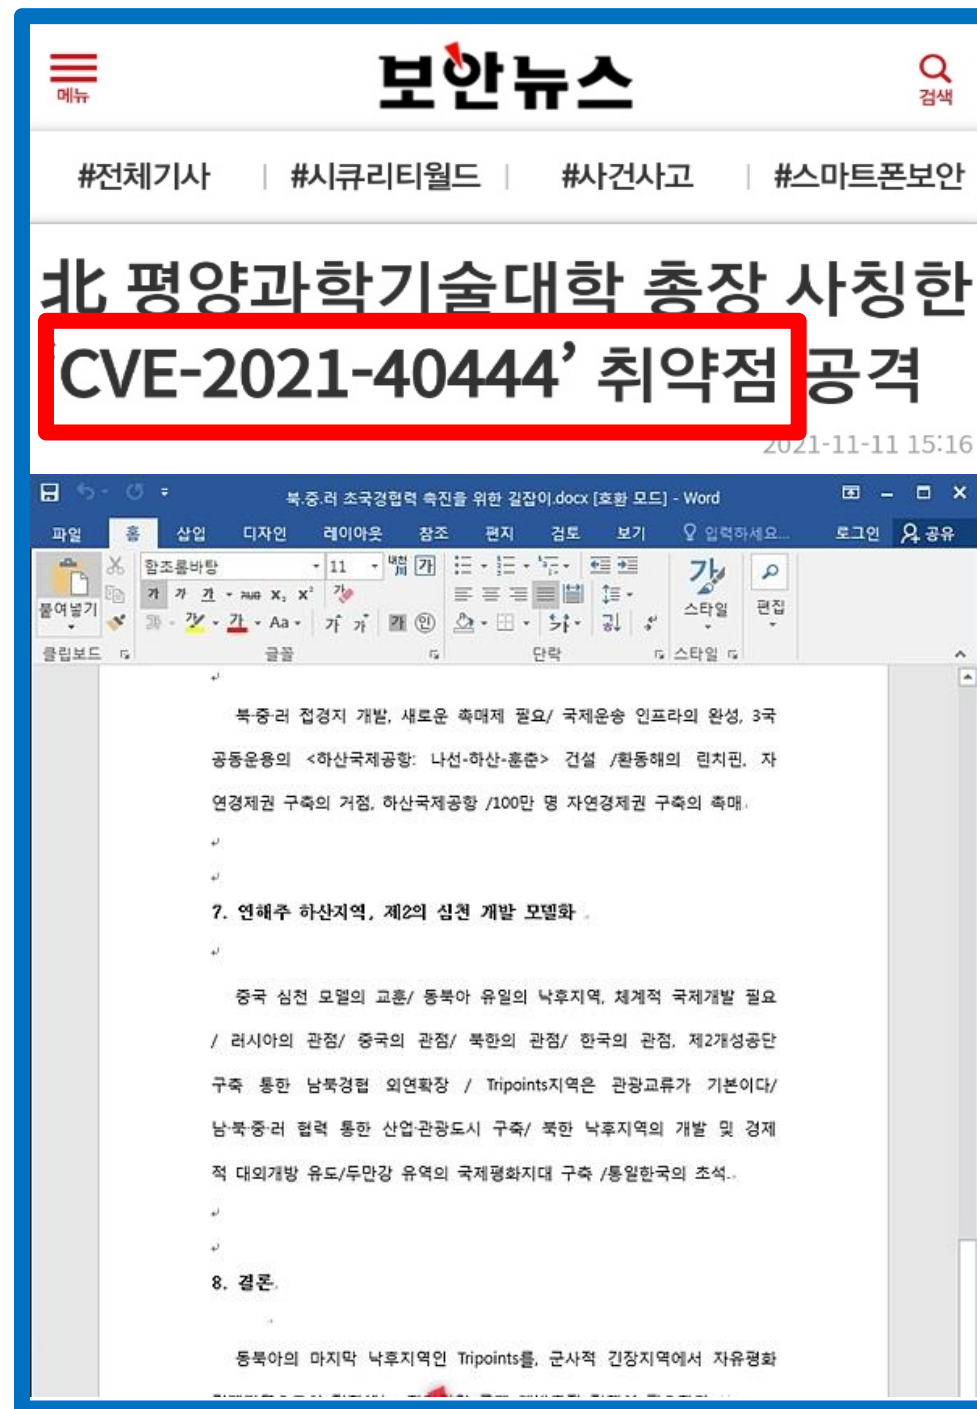 메뉴
보안뉴스
검색
#전체기사 | #시큐리티월드 | #사건사고 | #스마트폰보안
北 평양과학기술대학 총장 사칭한
‘CVE-2021-40444’ 취약점 공격
2021-11-11 15:16
북.중.러 초국경협력 촉진을 위한 길잡이.docx [호환 모드] - Word
파일 홈 삽입 디자인 레이아웃 참조 편지 검토 보기 입력하세요... 로그인 공유
붙여넣기
함초롬바탕 11
가 가 가 X₂ X²
가 가 Aa 가 가 가
스타일
편집
클립보드 글꼴 단락 스타일
북·중·러 접경지 개발, 새로운 촉매제 필요/ 국제운송 인프라의 완성, 3국
공동운용의 <하산국제공항: 나선-하산-훈춘> 건설 /환동해의 린치핀, 자
연경제권 구축의 거점, 하산국제공항 /100만 명 자연경제권 구축의 촉매.
7. 연해주 하산지역, 제2의 심천 개발 모델화
중국 심천 모델의 교훈/ 동북아 유일의 낙후지역, 체계적 국제개발 필요
/ 러시아의 관점/ 중국의 관점/ 북한의 관점/ 한국의 관점, 제2개성공단
구축 통한 남북경협 외연확장 / Tripoints지역은 관광교류가 기본이다/
남·북·중·러 협력 통한 산업·관광도시 구축/ 북한 낙후지역의 개발 및 경제
적 대외개방 유도/두만강 유역의 국제평화지대 구축 /통일한국의 초석..
8. 결론.
동북아의 마지막 낙후지역인 Tripoints를, 군사적 긴장지역에서 자유평화